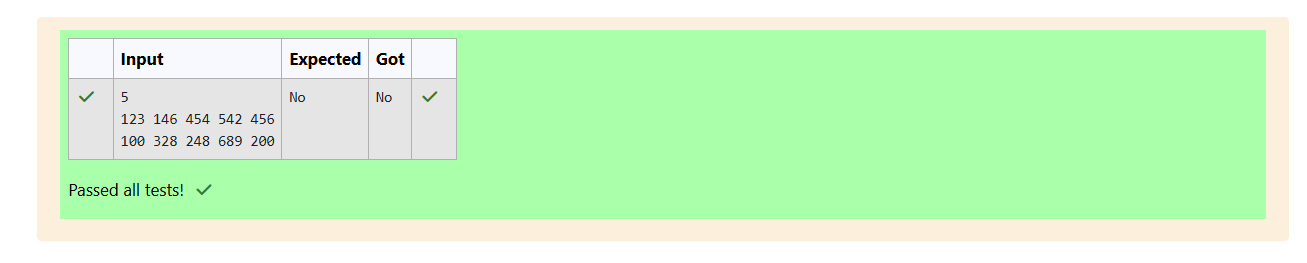 Input Expected Got
5 No No
123 146 454 542 456
100 328 248 689 200
Passed all tests!